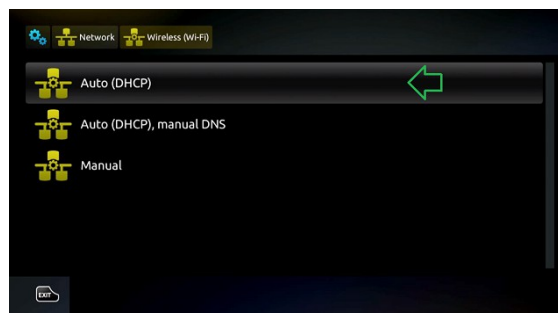 Network Wireless (Wi-Fi)
Auto (DHCP)
Auto (DHCP), manual DNS
Manual
EXIT